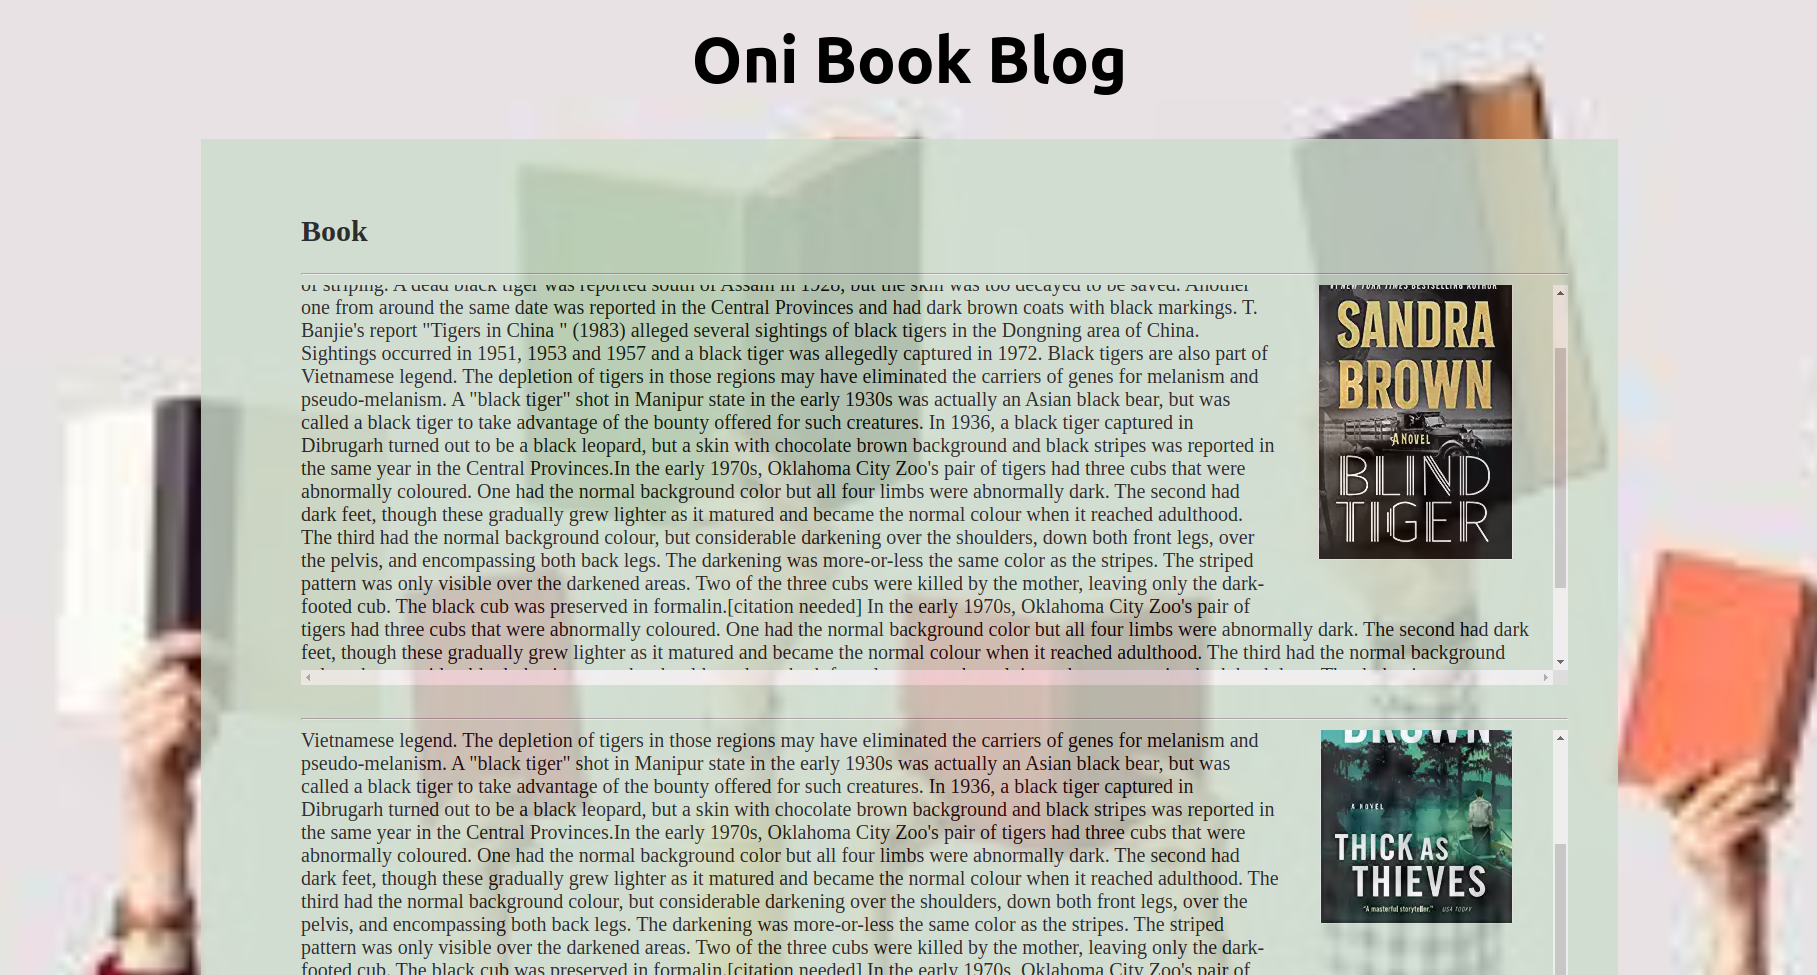 Oni Book Blog
Book
of striping. A dead black tiger was reported south of Assam in 1928, but the skin was too decayed to be saved. Another
one from around the same date was reported in the Central Provinces and had dark brown coats with black markings. T.
Banjie's report "Tigers in China " (1983) alleged several sightings of black tigers in the Dongning area of China.
Sightings occurred in 1951, 1953 and 1957 and a black tiger was allegedly captured in 1972. Black tigers are also part of
Vietnamese legend. The depletion of tigers in those regions may have eliminated the carriers of genes for melanism and
pseudo-melanism. A "black tiger" shot in Manipur state in the early 1930s was actually an Asian black bear, but was
called a black tiger to take advantage of the bounty offered for such creatures. In 1936, a black tiger captured in
Dibrugarh turned out to be a black leopard, but a skin with chocolate brown background and black stripes was reported in
the same year in the Central Provinces.In the early 1970s, Oklahoma City Zoo's pair of tigers had three cubs that were
abnormally coloured. One had the normal background color but all four limbs were abnormally dark. The second had
dark feet, though these gradually grew lighter as it matured and became the normal colour when it reached adulthood.
The third had the normal background colour, but considerable darkening over the shoulders, down both front legs, over
the pelvis, and encompassing both back legs. The darkening was more-or-less the same color as the stripes. The striped
pattern was only visible over the darkened areas. Two of the three cubs were killed by the mother, leaving only the dark-
footed cub. The black cub was preserved in formalin.[citation needed] In the early 1970s, Oklahoma City Zoo's pair of
tigers had three cubs that were abnormally coloured. One had the normal background color but all four limbs were abnormally dark. The second had dark
feet, though these gradually grew lighter as it matured and became the normal colour when it reached adulthood. The third had the normal background
#1 NEW YORK TIMES BESTSELLING AUTHOR
SANDRA
BROWN
A NOVEL
BLIND
TIGER
Vietnamese legend. The depletion of tigers in those regions may have eliminated the carriers of genes for melanism and
pseudo-melanism. A "black tiger" shot in Manipur state in the early 1930s was actually an Asian black bear, but was
called a black tiger to take advantage of the bounty offered for such creatures. In 1936, a black tiger captured in
Dibrugarh turned out to be a black leopard, but a skin with chocolate brown background and black stripes was reported in
the same year in the Central Provinces.In the early 1970s, Oklahoma City Zoo's pair of tigers had three cubs that were
abnormally coloured. One had the normal background color but all four limbs were abnormally dark. The second had
dark feet, though these gradually grew lighter as it matured and became the normal colour when it reached adulthood. The
third had the normal background colour, but considerable darkening over the shoulders, down both front legs, over the
pelvis, and encompassing both back legs. The darkening was more-or-less the same color as the stripes. The striped
pattern was only visible over the darkened areas. Two of the three cubs were killed by the mother, leaving only the dark-
footed cub. The black cub was preserved in formalin.[citation needed] In the early 1970s, Oklahoma City Zoo's pair of
BROWN
A NOVEL
THICK AS
THIEVES
"A masterful storyteller." USA TODAY